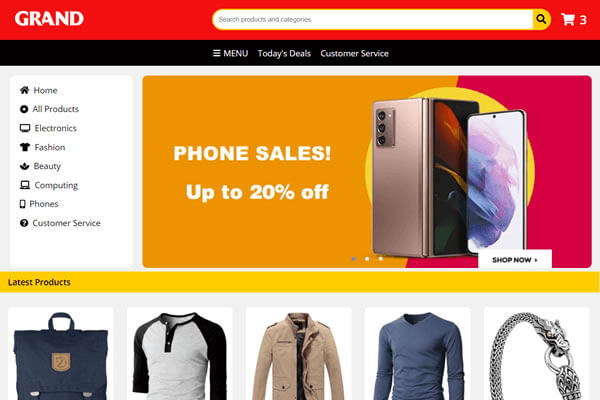 GRAND
Search products and categories
3
MENU Today's Deals Customer Service
Home
All Products
Electronics
Fashion
Beauty
Computing
Phones
Customer Service
PHONE SALES!
Up to 20% off
SHOP NOW ›
Latest Products